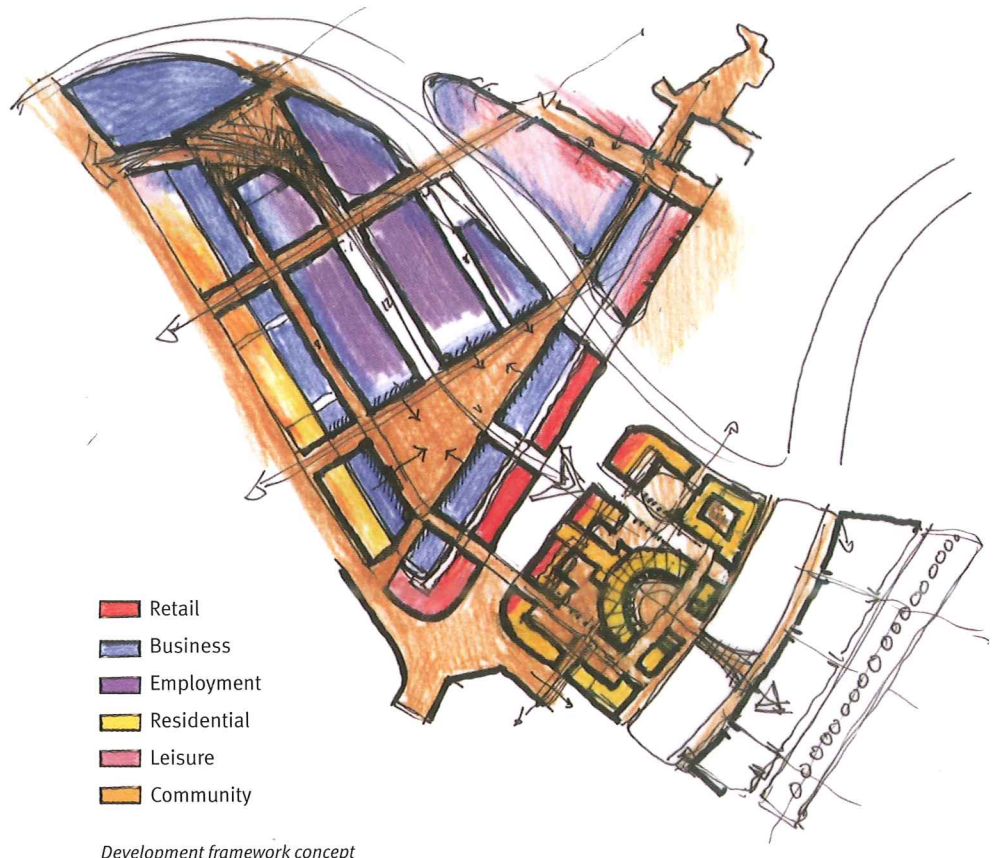 Retail
Business
Employment
Residential
Leisure
Community
Development framework concept